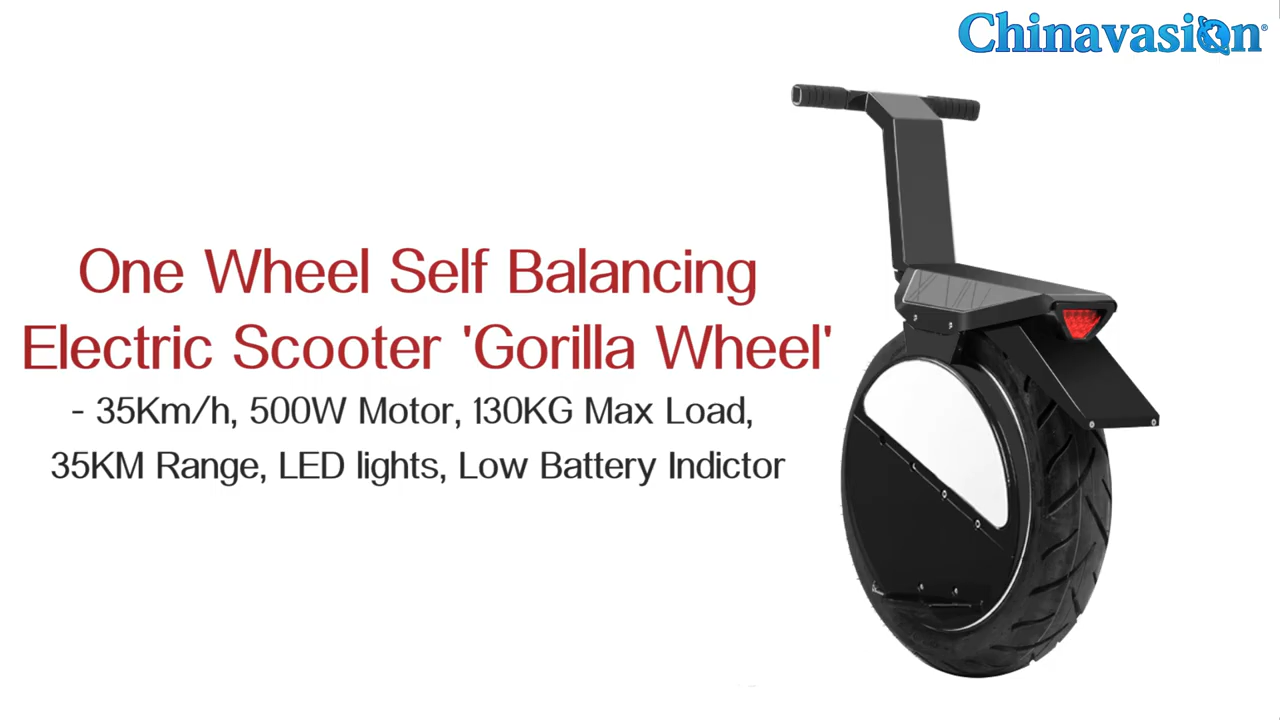 Chinavasion®
One Wheel Self Balancing
Electric Scooter 'Gorilla Wheel'
- 35Km/h, 500W Motor, 130KG Max Load,
35KM Range, LED lights, Low Battery Indictor